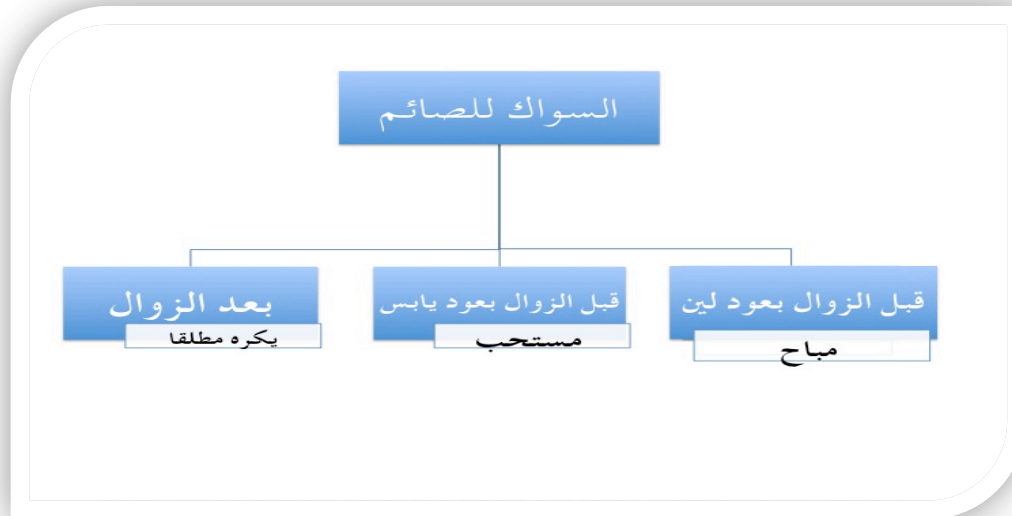 السواك للصائم
قبل الزوال بعود لين
مباح
قبل الزوال بعود يابس
مستحب
بعد الزوال
يكره مطلقا